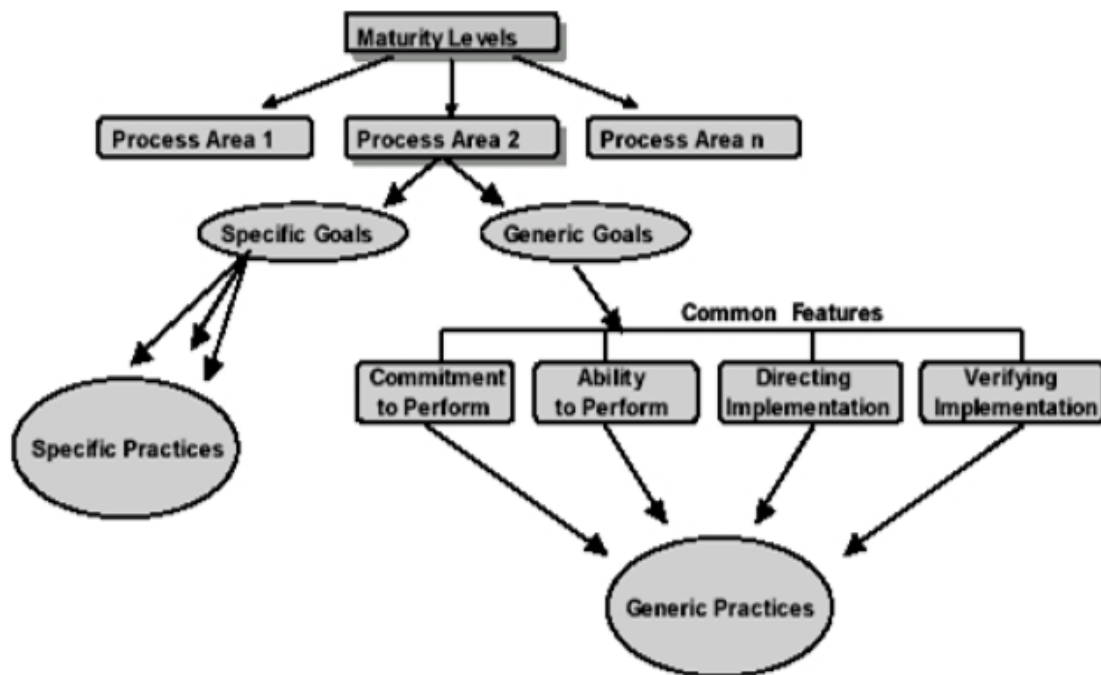 Maturity Levels
Process Area 1
Process Area 2
Process Area n
Specific Goals
Generic Goals
Common Features
Commitment
to Perform
Ability
to Perform
Directing
Implementation
Verifying
Implementation
Specific Practices
Generic Practices